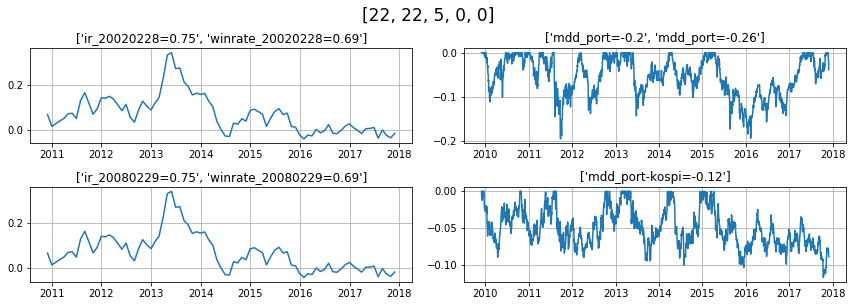 [22, 22, 5, 0, 0]
['ir_20020228=0.75', 'winrate_20020228=0.69']
0.2
0.0
2011 2012 2013 2014 2015 2016 2017 2018
['mdd_port=-0.2', 'mdd_port=-0.26']
0.0
−0.1
−0.2
2010 2011 2012 2013 2014 2015 2016 2017 2018
['ir_20080229=0.75', 'winrate_20080229=0.69']
0.2
0.0
2011 2012 2013 2014 2015 2016 2017 2018
['mdd_port-kospi=-0.12']
0.00
−0.05
−0.10
2010 2011 2012 2013 2014 2015 2016 2017 2018